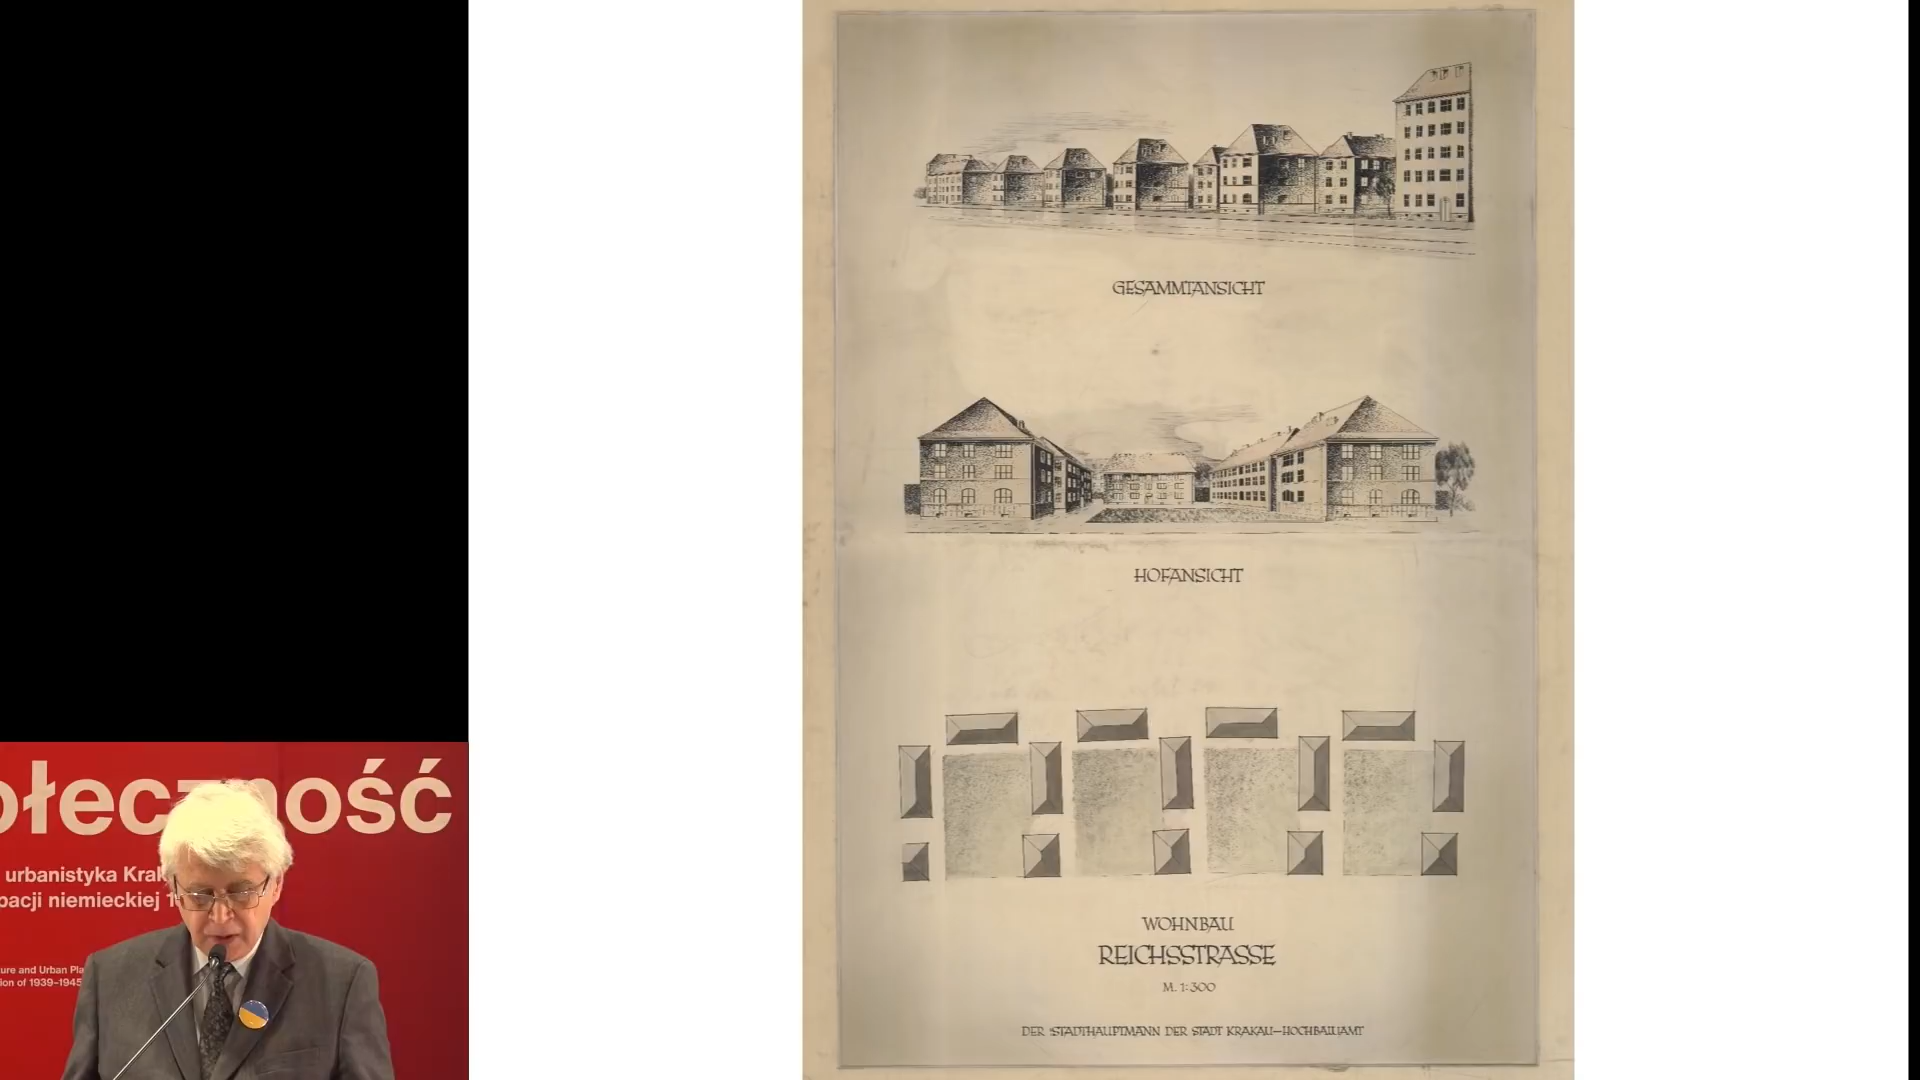 GESAMMTANSICHT
HOFANSICHT
WOHNBAU
REICHSSTRASSE
M. 1:300
DER STADTHAUPTMANN DER STADT KRAKAU–HOCHBAUAMT
ołeczność
urbanistyka Krak
pacji niemieckiej 1
ure and Urban Pla
ion of 1939–1945